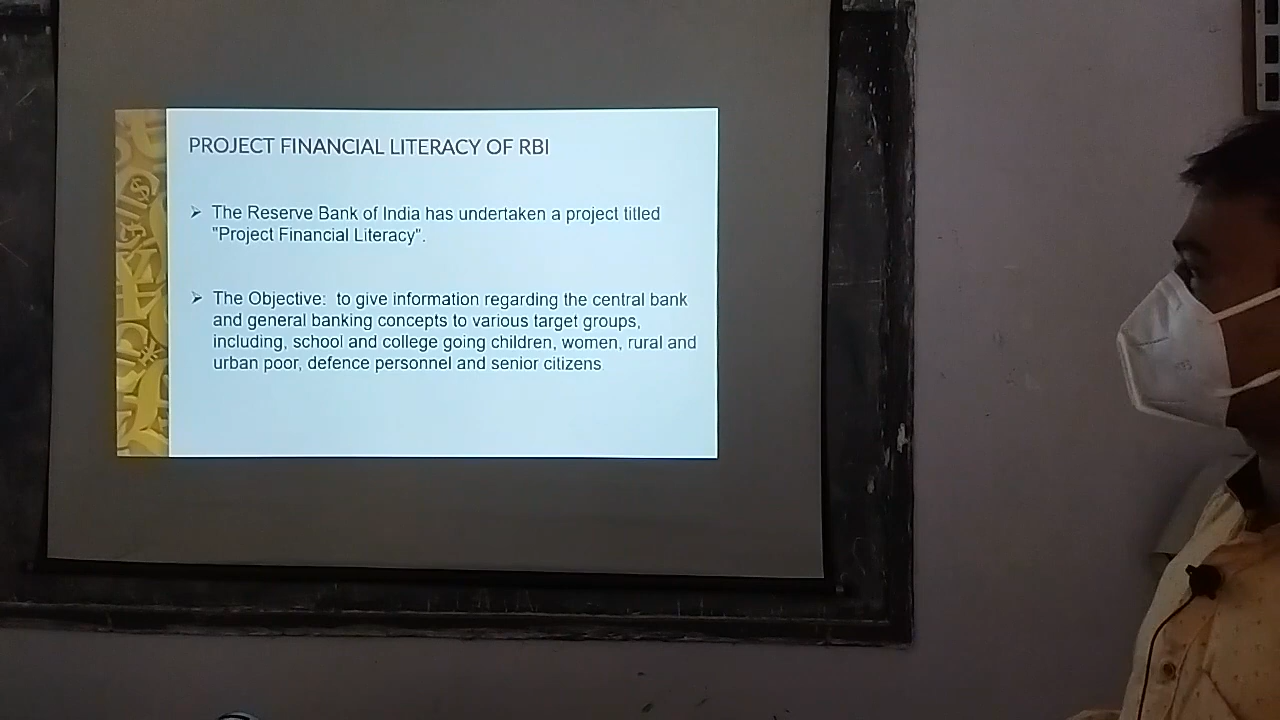 PROJECT FINANCIAL LITERACY OF RBI
➢ The Reserve Bank of India has undertaken a project titled
"Project Financial Literacy".
➢ The Objective: to give information regarding the central bank
and general banking concepts to various target groups,
including, school and college going children, women, rural and
urban poor, defence personnel and senior citizens